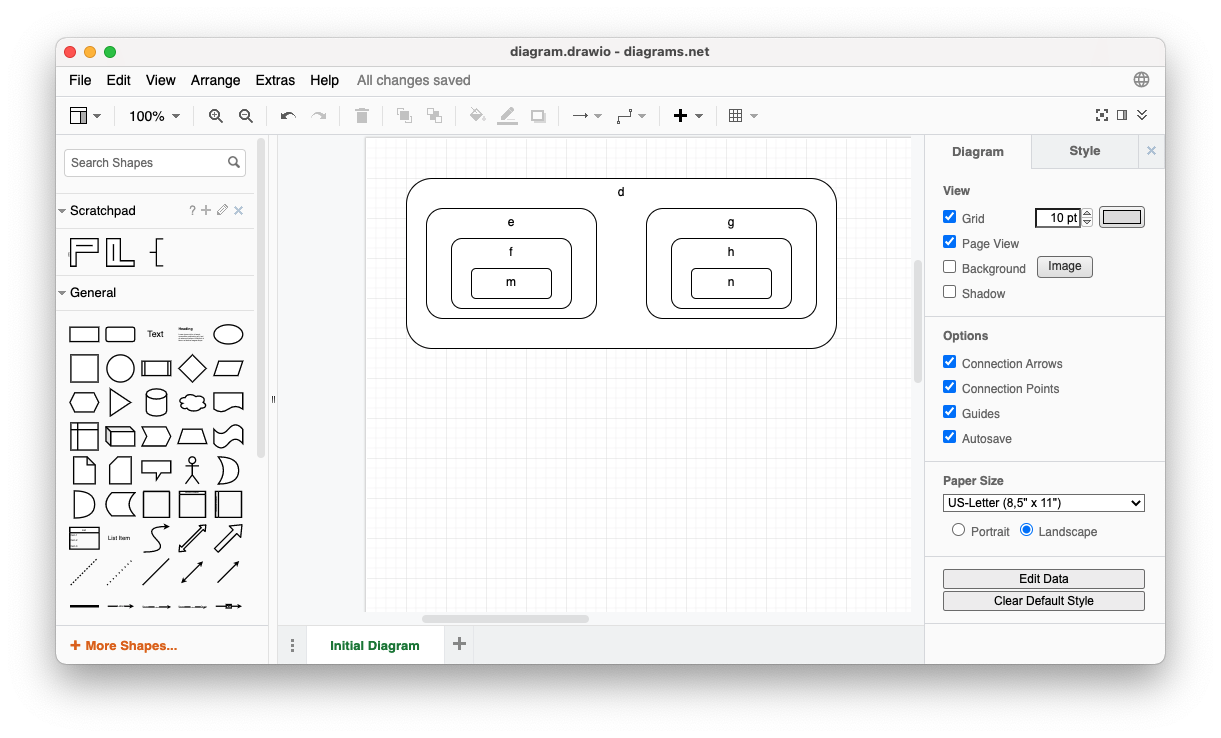 diagram.drawio - diagrams.net
File Edit View Arrange Extras Help All changes saved
100%
Search Shapes
Scratchpad
?
General
Text
Heading
List Item
+ More Shapes...
d
e
g
f
h
m
n
Initial Diagram
Diagram
Style
View
Grid
10 pt
Page View
Background
Image
Shadow
Options
Connection Arrows
Connection Points
Guides
Autosave
Paper Size
US-Letter (8,5" x 11")
Portrait Landscape
Edit Data
Clear Default Style